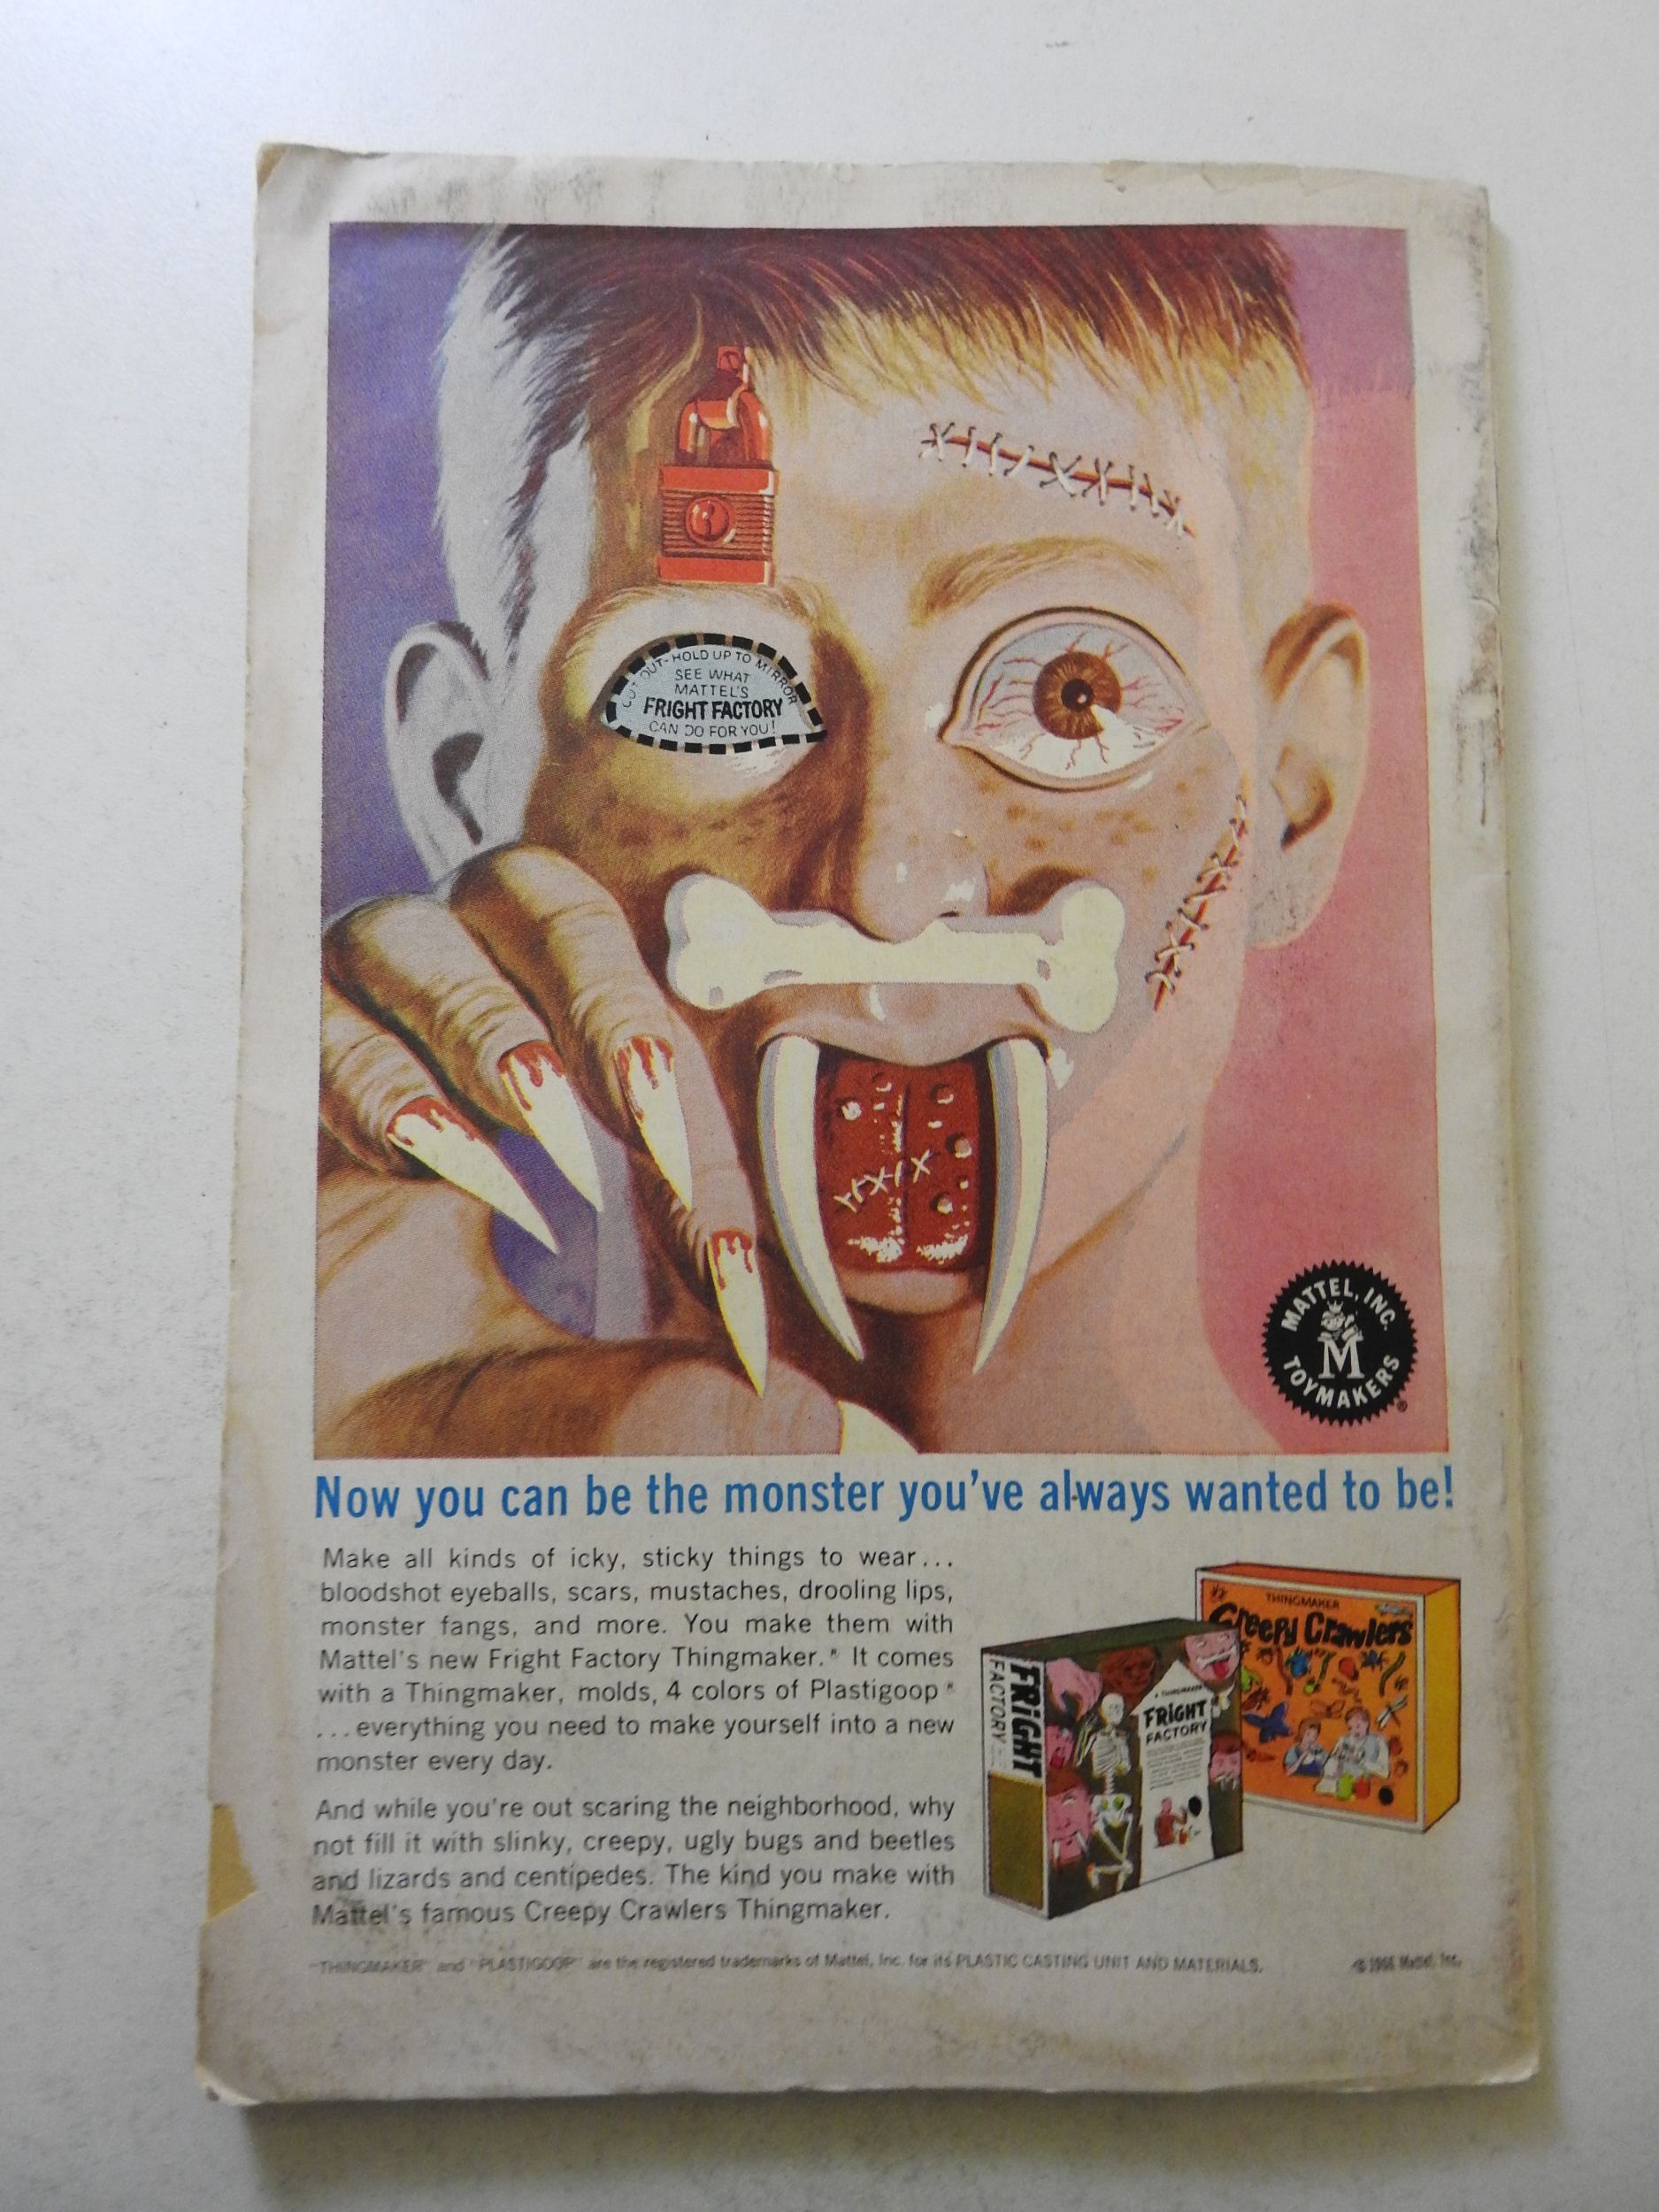 CUT OUT-HOLD UP TO MIRROR
SEE WHAT
MATTEL'S
FRIGHT FACTORY
CAN DO FOR YOU!
MATTEL, INC.
M
TOYMAKERS
®
Now you can be the monster you've always wanted to be!
Make all kinds of icky, sticky things to wear...
bloodshot eyeballs, scars, mustaches, drooling lips,
monster fangs, and more. You make them with
Mattel's new Fright Factory Thingmaker.® It comes
with a Thingmaker, molds, 4 colors of Plastigoop®
...everything you need to make yourself into a new
monster every day.
And while you're out scaring the neighborhood, why
not fill it with slinky, creepy, ugly bugs and beetles
and lizards and centipedes. The kind you make with
Mattel's famous Creepy Crawlers Thingmaker.
THINGMAKER
Creepy Crawlers
FRIGHT
FACTORY
A THINGMAKER
FRIGHT
FACTORY
"THINGMAKER" and "PLASTIGOOP" are the registered trademarks of Mattel, Inc. for its PLASTIC CASTING UNIT AND MATERIALS.
©1966 Mattel, Inc.